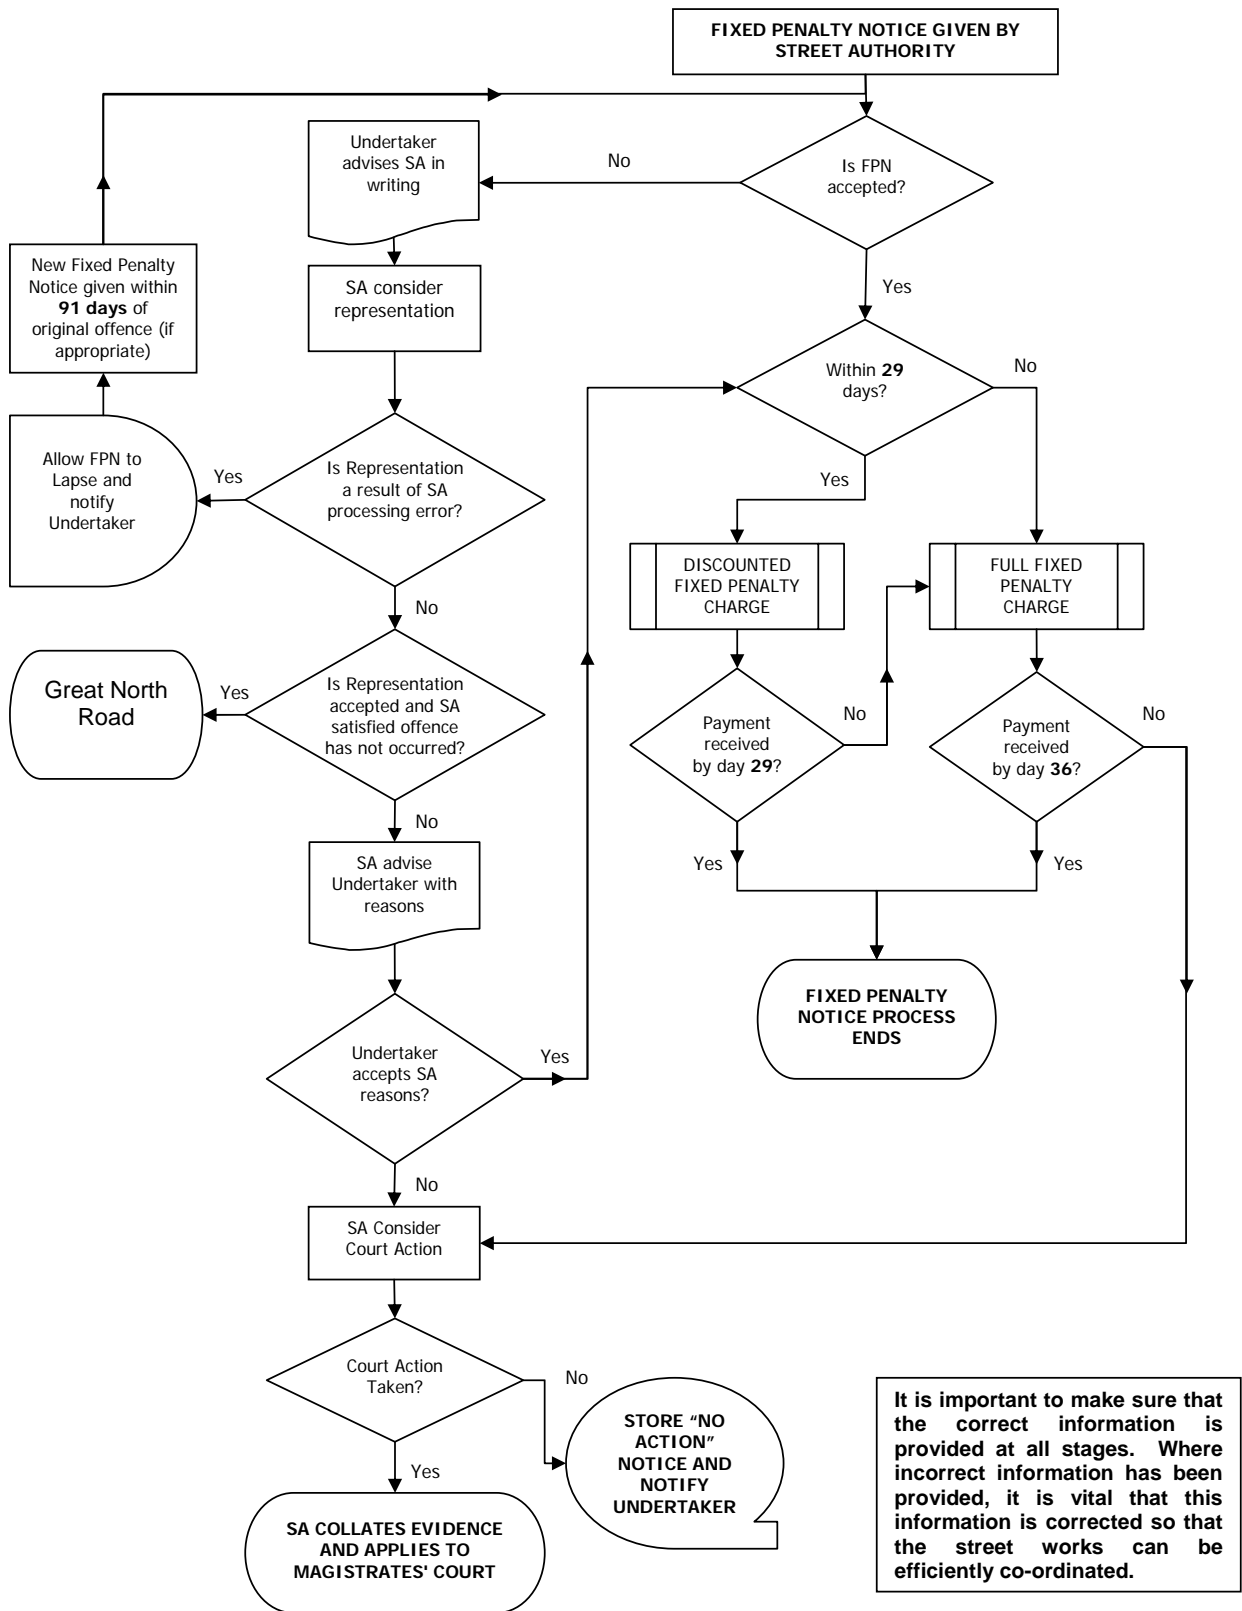 FIXED PENALTY NOTICE GIVEN BY
STREET AUTHORITY
Is FPN
accepted?
No
Undertaker
advises SA in
writing
SA consider
representation
New Fixed Penalty
Notice given within
91 days of
original offence (if
appropriate)
Yes
Within 29
days?
No
Yes
Allow FPN to
Lapse and
notify
Undertaker
Yes
Is Representation
a result of SA
processing error?
No
DISCOUNTED
FIXED PENALTY
CHARGE
FULL FIXED
PENALTY
CHARGE
Great North
Road
Yes
Is Representation
accepted and SA
satisfied offence
has not occurred?
No
Payment
received
by day 29?
No
Payment
received
by day 36?
No
Yes
Yes
SA advise
Undertaker with
reasons
FIXED PENALTY
NOTICE PROCESS
ENDS
Undertaker
accepts SA
reasons?
Yes
No
SA Consider
Court Action
Court Action
Taken?
No
Yes
STORE “NO
ACTION”
NOTICE AND
NOTIFY
UNDERTAKER
SA COLLATES EVIDENCE
AND APPLIES TO
MAGISTRATES' COURT
It is important to make sure that
the correct information is
provided at all stages. Where
incorrect information has been
provided, it is vital that this
information is corrected so that
the street works can be
efficiently co-ordinated.